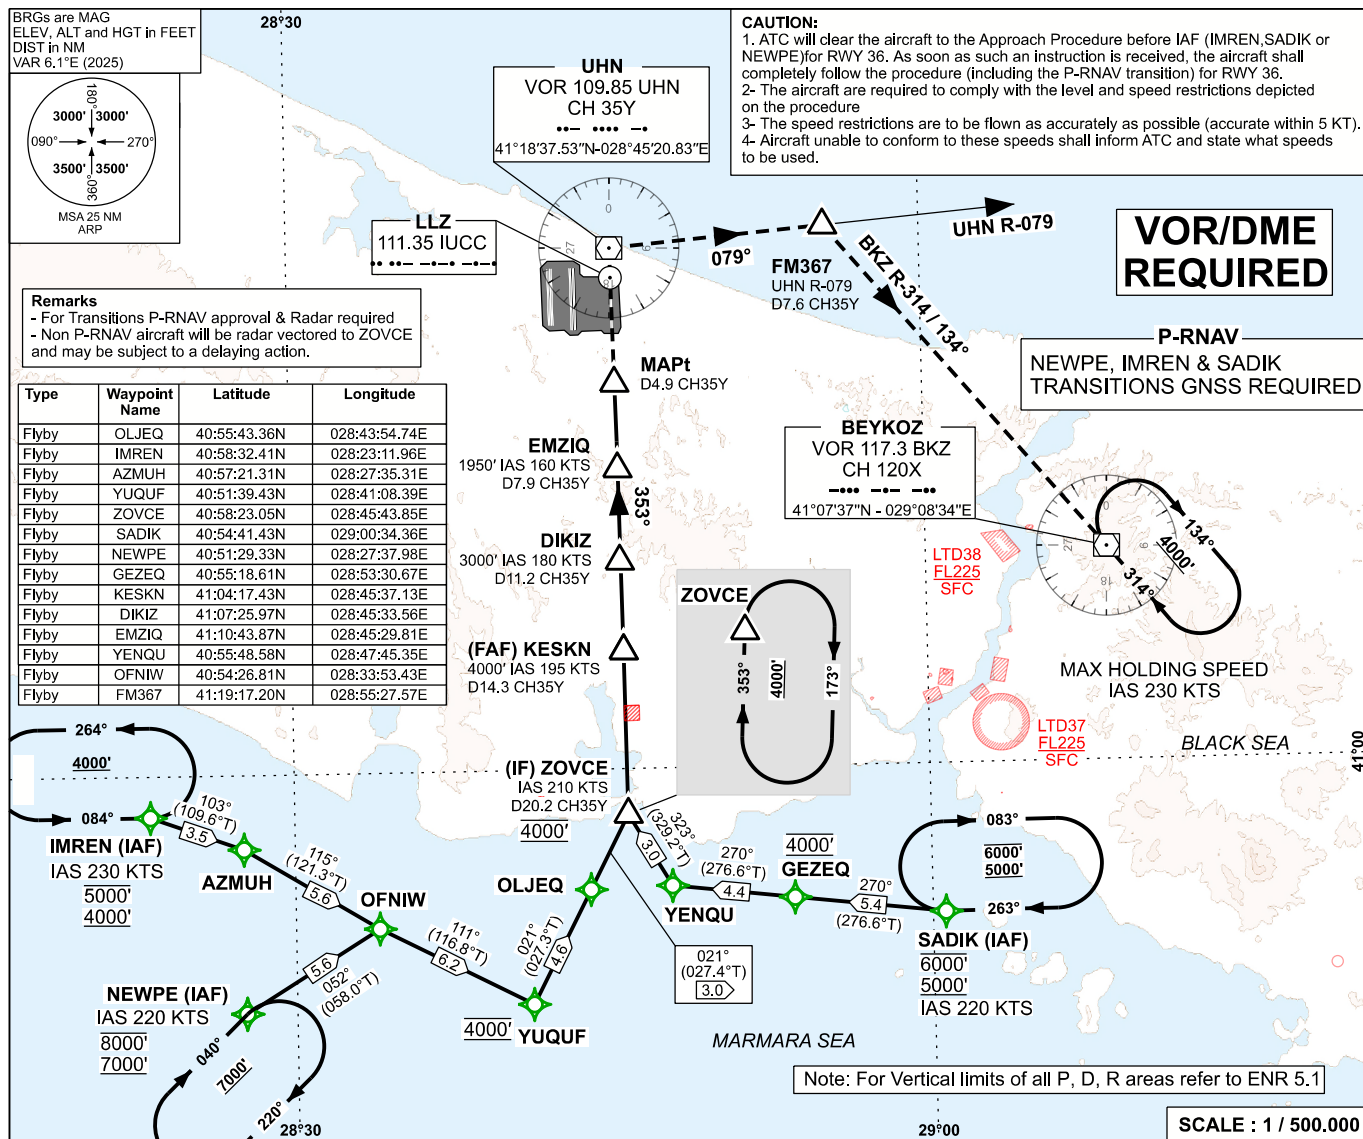 BRGs are MAG
ELEV, ALT and HGT in FEET
DIST in NM
VAR 6.1°E (2025)
180°
3000' 3000'
090° 270°
3500' 3500'
360°
MSA 25 NM
ARP
28°30'
UHN
VOR 109.85 UHN
CH 35Y
41°18'37.53"N-028°45'20.83"E
CAUTION:
1. ATC will clear the aircraft to the Approach Procedure before IAF (IMREN,SADIK or
NEWPE)for RWY 36. As soon as such an instruction is received, the aircraft shall
completely follow the procedure (including the P-RNAV transition) for RWY 36.
2- The aircraft are required to comply with the level and speed restrictions depicted
on the procedure
3- The speed restrictions are to be flown as accurately as possible (accurate within 5 KT).
4- Aircraft unable to conform to these speeds shall inform ATC and state what speeds
to be used.
LLZ
111.35 IUCC
0
9
18
27
079°
UHN R-079
FM367
UHN R-079
D7.6 CH35Y
BKZ R-314 / 134°
VOR/DME
REQUIRED
P-RNAV
NEWPE, IMREN & SADIK
TRANSITIONS GNSS REQUIRED
Remarks
- For Transitions P-RNAV approval & Radar required
- Non P-RNAV aircraft will be radar vectored to ZOVCE
and may be subject to a delaying action.
Type Waypoint Name Latitude Longitude
Flyby OLJEQ 40:55:43.36N 028:43:54.74E
Flyby IMREN 40:58:32.41N 028:23:11.96E
Flyby AZMUH 40:57:21.31N 028:27:35.31E
Flyby YUQUF 40:51:39.43N 028:41:08.39E
Flyby ZOVCE 40:58:23.05N 028:45:43.85E
Flyby SADIK 40:54:41.43N 029:00:34.36E
Flyby NEWPE 40:51:29.33N 028:27:37.98E
Flyby GEZEQ 40:55:18.61N 028:53:30.67E
Flyby KESKN 41:04:17.43N 028:45:37.13E
Flyby DIKIZ 41:07:25.97N 028:45:33.56E
Flyby EMZIQ 41:10:43.87N 028:45:29.81E
Flyby YENQU 40:55:48.58N 028:47:45.35E
Flyby OFNIW 40:54:26.81N 028:33:53.43E
Flyby FM367 41:19:17.20N 028:55:27.57E
MAPt
D4.9 CH35Y
EMZIQ
1950' IAS 160 KTS
D7.9 CH35Y
353°
DIKIZ
3000' IAS 180 KTS
D11.2 CH35Y
(FAF) KESKN
4000' IAS 195 KTS
D14.3 CH35Y
(IF) ZOVCE
IAS 210 KTS
D20.2 CH35Y
4000'
BEYKOZ
VOR 117.3 BKZ
CH 120X
41°07'37"N - 029°08'34"E
0
9
18
27
134°
4000'
314°
MAX HOLDING SPEED
IAS 230 KTS
LTD38
FL225
SFC
LTD37
FL225
SFC
BLACK SEA
41°00'
ZOVCE
353°
4000'
173°
264°
4000'
084°
IMREN (IAF)
IAS 230 KTS
5000'
4000'
103°
(109.6°T)
3.5
AZMUH
115°
(121.3°T)
5.6
OFNIW
NEWPE (IAF)
IAS 220 KTS
8000'
7000'
5.6
052°
(058.0°T)
040°
7000'
220°
111°
(116.8°T)
6.2
4000'
YUQUF
021°
(027.3°T)
4.6
OLJEQ
021°
(027.4°T)
3.0
323°
(329.2°T)
3.0
YENQU
270°
(276.6°T)
4.4
4000'
GEZEQ
270°
5.4
(276.6°T)
083°
6000'
5000'
263°
SADIK (IAF)
6000'
5000'
IAS 220 KTS
MARMARA SEA
Note: For Vertical limits of all P, D, R areas refer to ENR 5.1
28°30'
29°00'
SCALE : 1 / 500.000